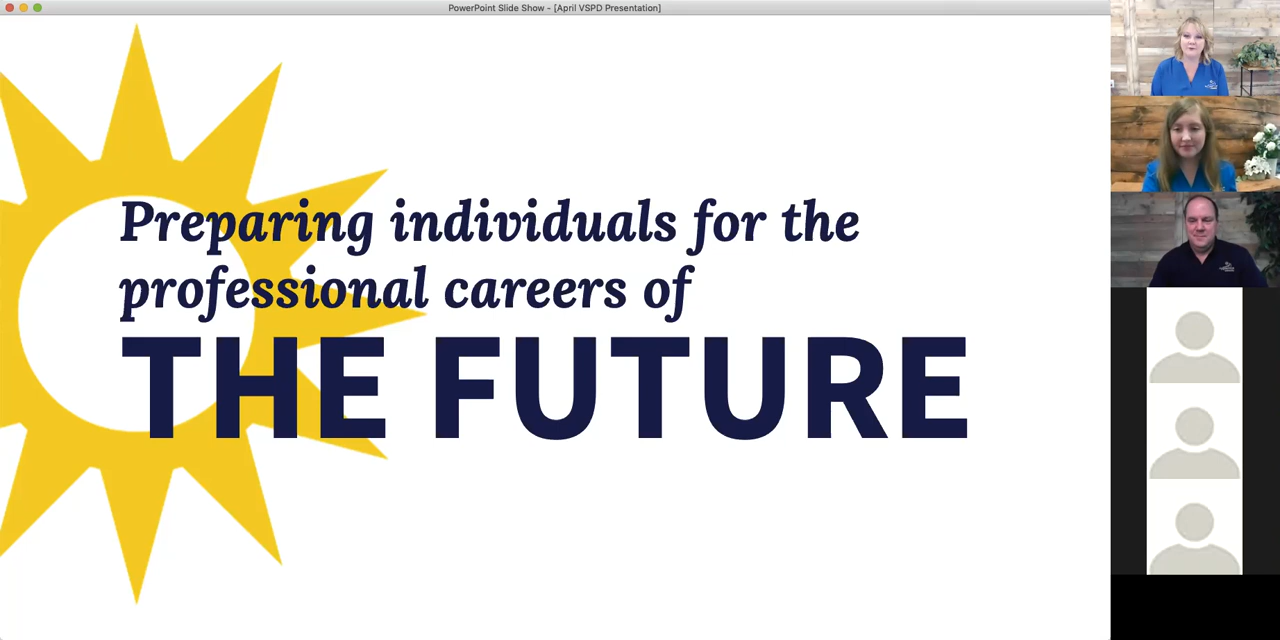 PowerPoint Slide Show - [April VSPD Presentation]
Preparing individuals for the
professional careers of
THE FUTURE